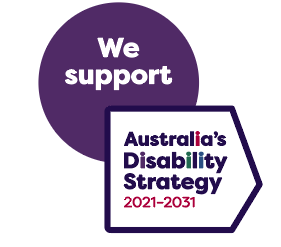 We
support
Australia's
Disability
Strategy
2021–2031